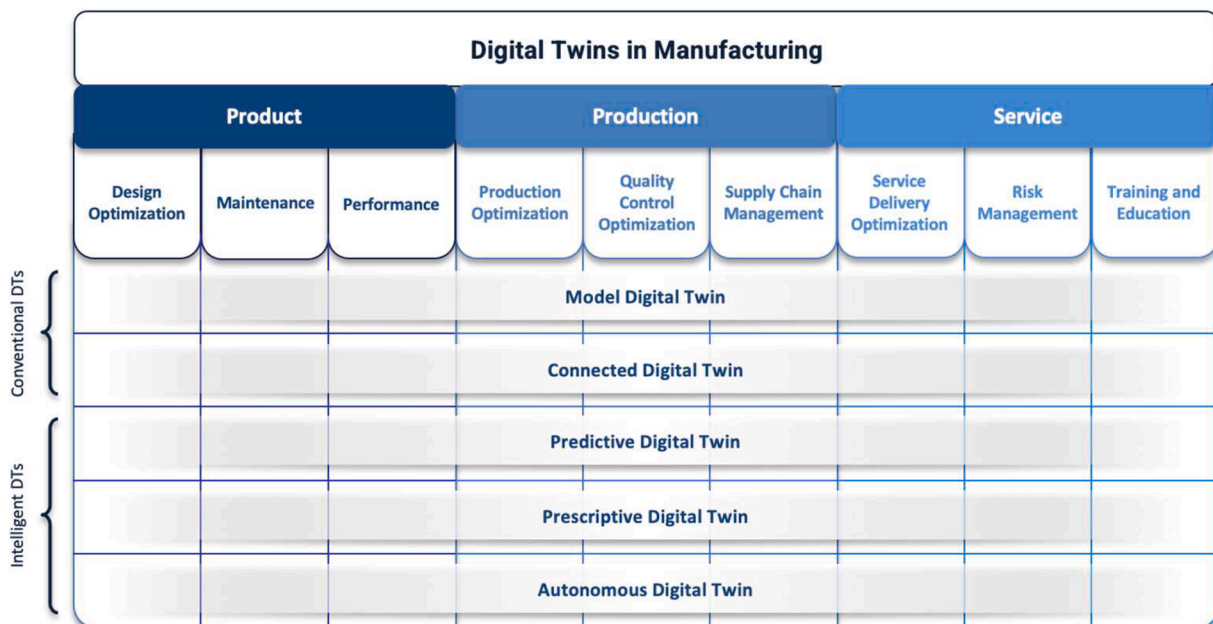 Digital Twins in Manufacturing
Product
Production
Service
Design
Optimization
Maintenance
Performance
Production
Optimization
Quality
Control
Optimization
Supply Chain
Management
Service
Delivery
Optimization
Risk
Management
Training and
Education
Conventional DTs
Model Digital Twin
Connected Digital Twin
Intelligent DTs
Predictive Digital Twin
Prescriptive Digital Twin
Autonomous Digital Twin